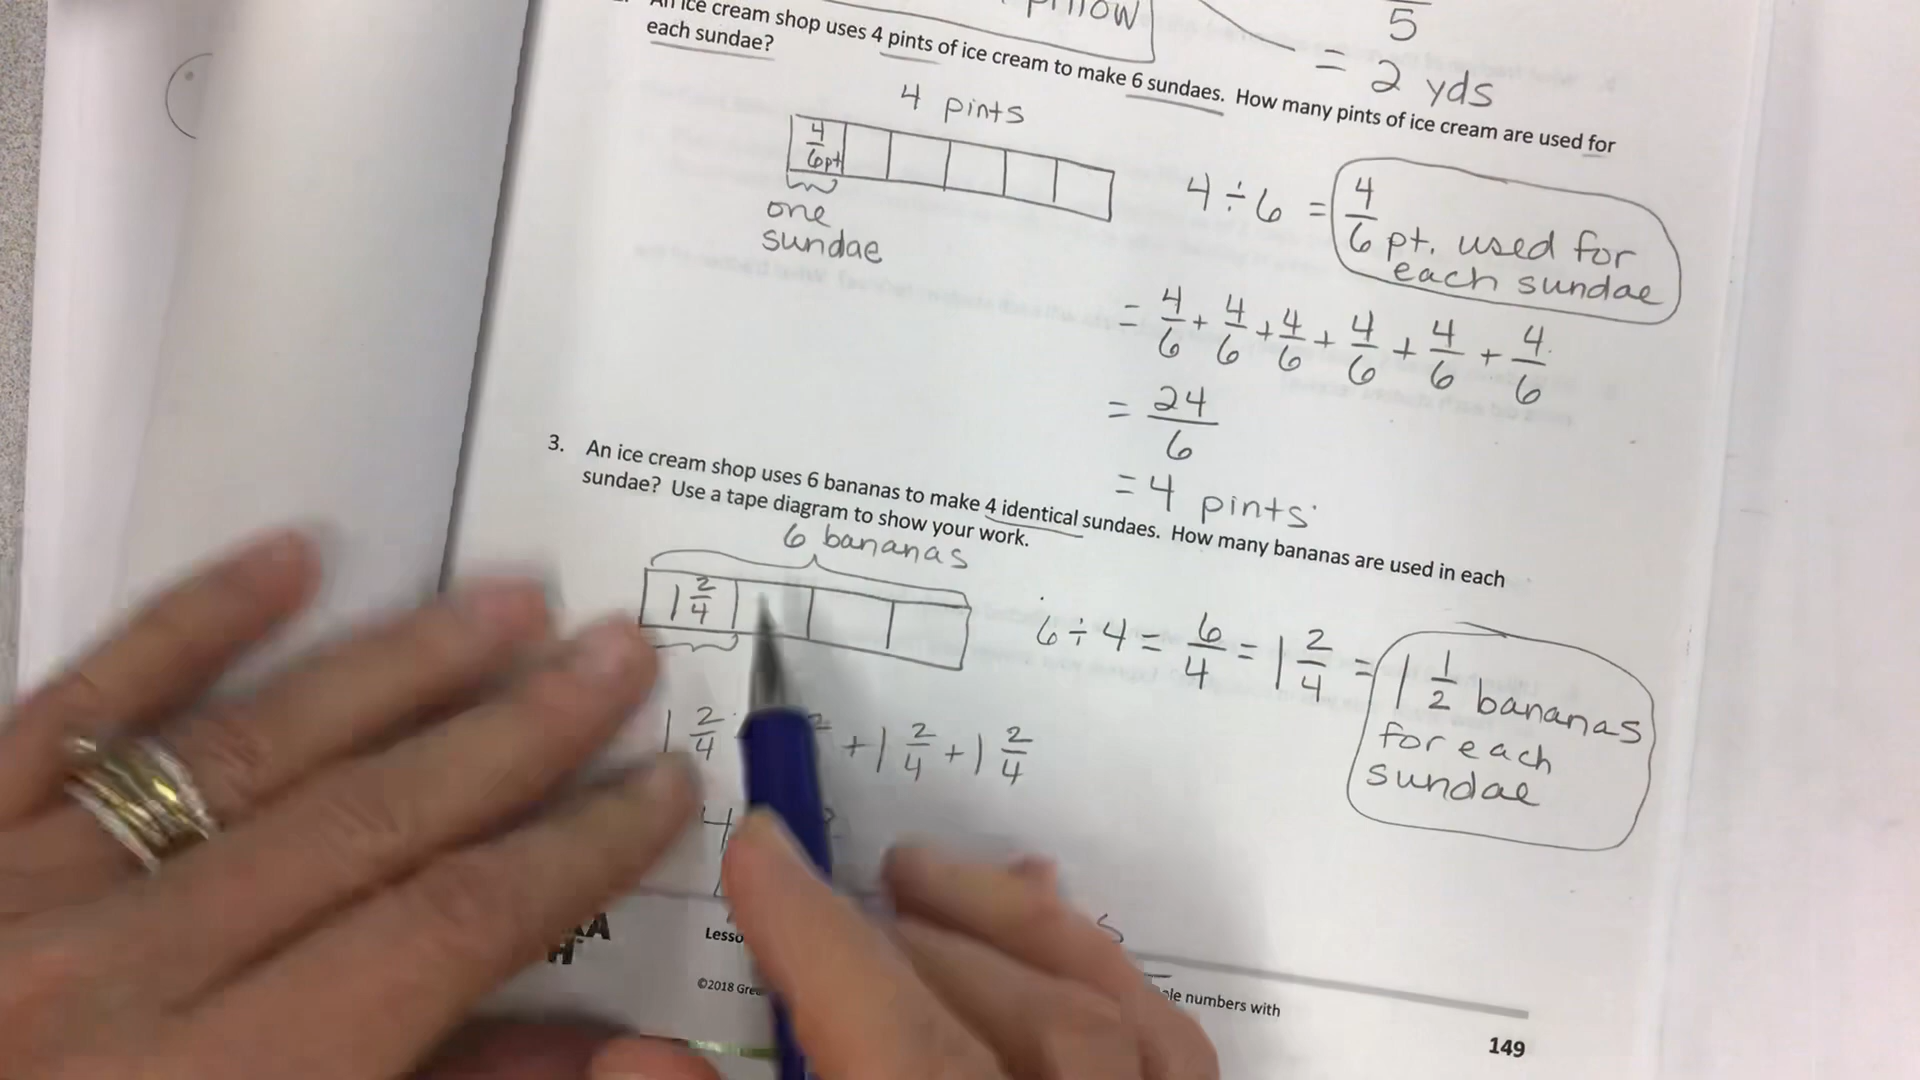 pillow
5
= 2 yds
An ice cream shop uses 4 pints of ice cream to make 6 sundaes. How many pints of ice cream are used for
each sundae?
4 pints
4/6 pt
one
sundae
4 ÷ 6 = 4/6 pt. used for
each sundae
= 4/6 + 4/6 + 4/6 + 4/6 + 4/6 + 4/6
= 24/6
= 4 pints
3. An ice cream shop uses 6 bananas to make 4 identical sundaes. How many bananas are used in each
sundae? Use a tape diagram to show your work.
6 bananas
1 2/4
6 ÷ 4 = 6/4 = 1 2/4 = 1 1/2 bananas
for each
sundae
1 2/4 + 1 2/4 + 1 2/4
4
s
©2018
numbers with
149